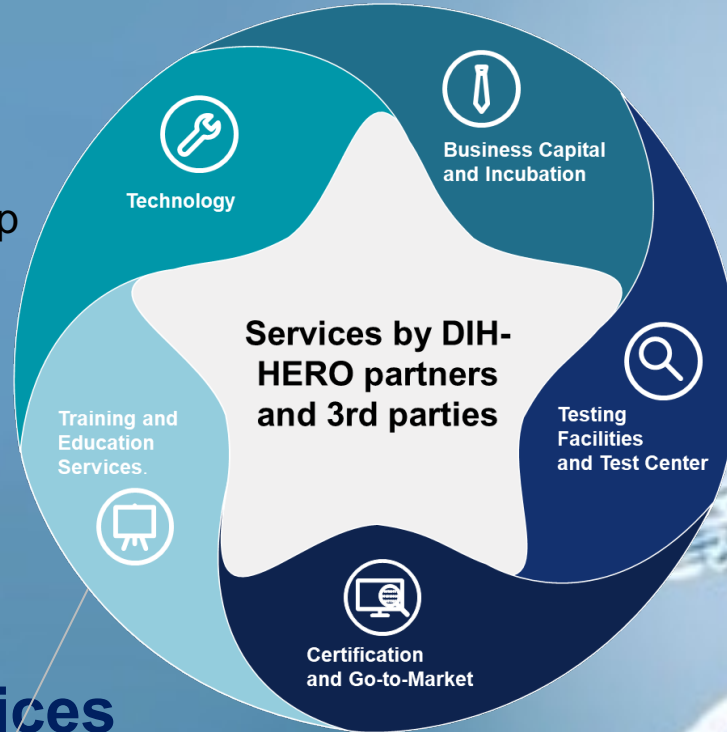 Technology
Business Capital
and Incubation
Services by DIH-
HERO partners
and 3rd parties
Training and
Education
Services.
Testing
Facilities
and Test Center
Certification
and Go-to-Market